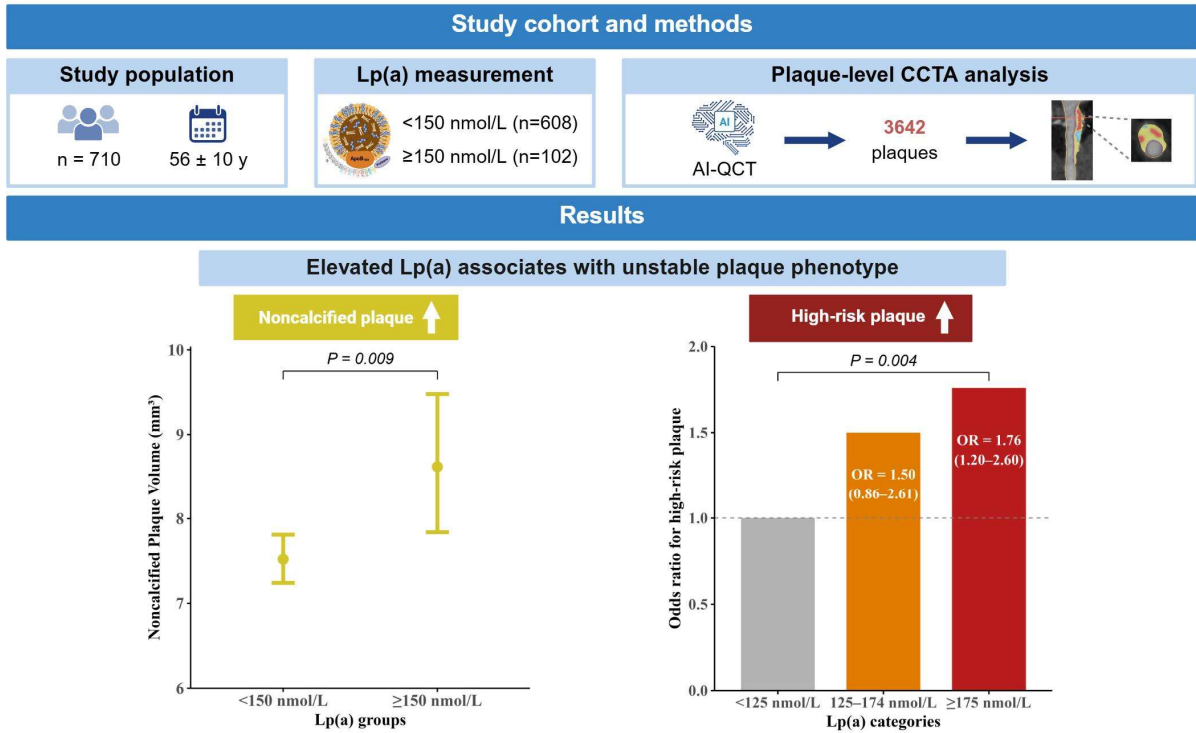 Study cohort and methods
Study population
n = 710
56 ± 10 y
Lp(a) measurement
<150 nmol/L (n=608)
≥150 nmol/L (n=102)
Plaque-level CCTA analysis
AI
AI-QCT
3642
plaques
Results
Elevated Lp(a) associates with unstable plaque phenotype
Noncalcified plaque
P = 0.009
Noncalcified Plaque Volume (mm³)
10
9
8
7
6
<150 nmol/L
≥150 nmol/L
Lp(a) groups
High-risk plaque
P = 0.004
Odds ratio for high-risk plaque
2.0
1.5
1.0
0.5
0.0
OR = 1.50
(0.86–2.61)
OR = 1.76
(1.20–2.60)
<125 nmol/L
125–174 nmol/L
≥175 nmol/L
Lp(a) categories